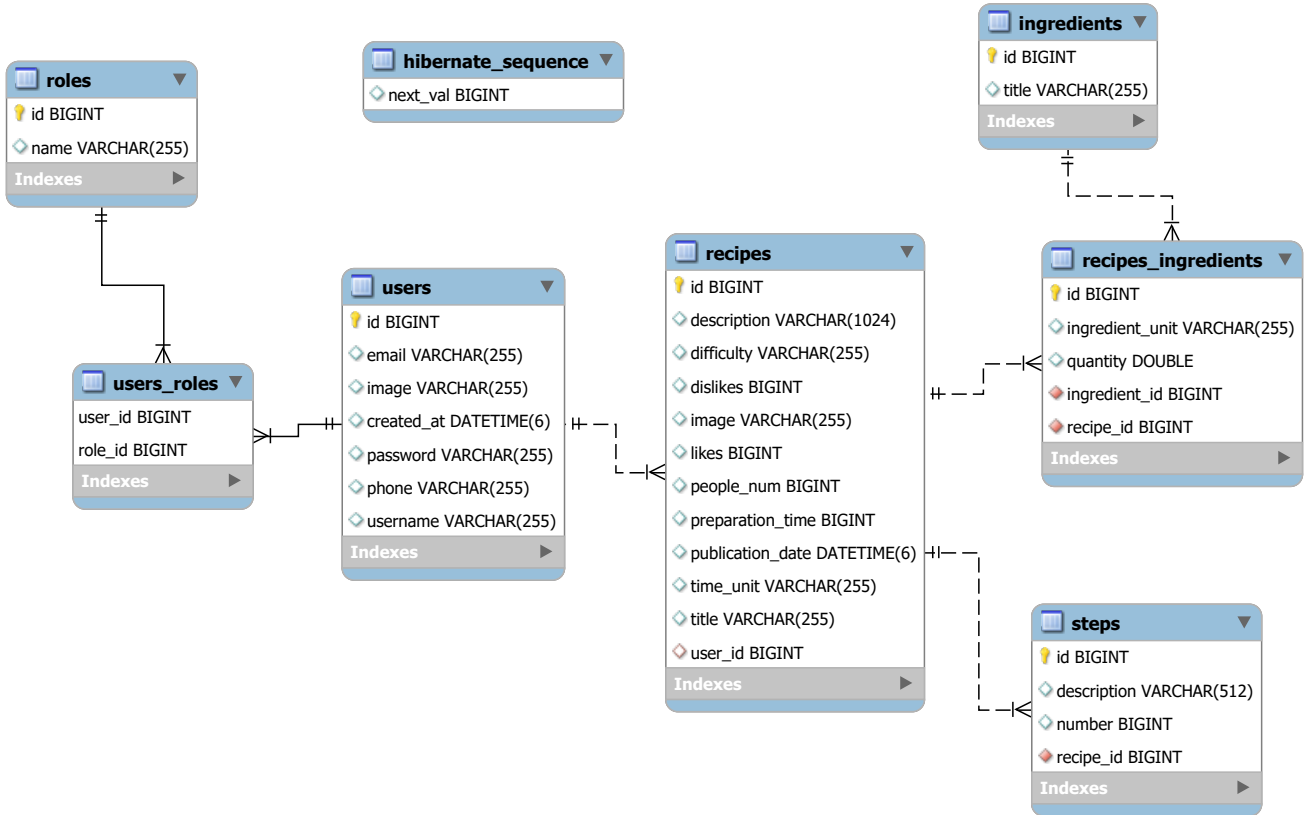 roles
id BIGINT
name VARCHAR(255)
Indexes
hibernate_sequence
next_val BIGINT
ingredients
id BIGINT
title VARCHAR(255)
Indexes
users_roles
user_id BIGINT
role_id BIGINT
Indexes
users
id BIGINT
email VARCHAR(255)
image VARCHAR(255)
created_at DATETIME(6)
password VARCHAR(255)
phone VARCHAR(255)
username VARCHAR(255)
Indexes
recipes
id BIGINT
description VARCHAR(1024)
difficulty VARCHAR(255)
dislikes BIGINT
image VARCHAR(255)
likes BIGINT
people_num BIGINT
preparation_time BIGINT
publication_date DATETIME(6)
time_unit VARCHAR(255)
title VARCHAR(255)
user_id BIGINT
Indexes
recipes_ingredients
id BIGINT
ingredient_unit VARCHAR(255)
quantity DOUBLE
ingredient_id BIGINT
recipe_id BIGINT
Indexes
steps
id BIGINT
description VARCHAR(512)
number BIGINT
recipe_id BIGINT
Indexes